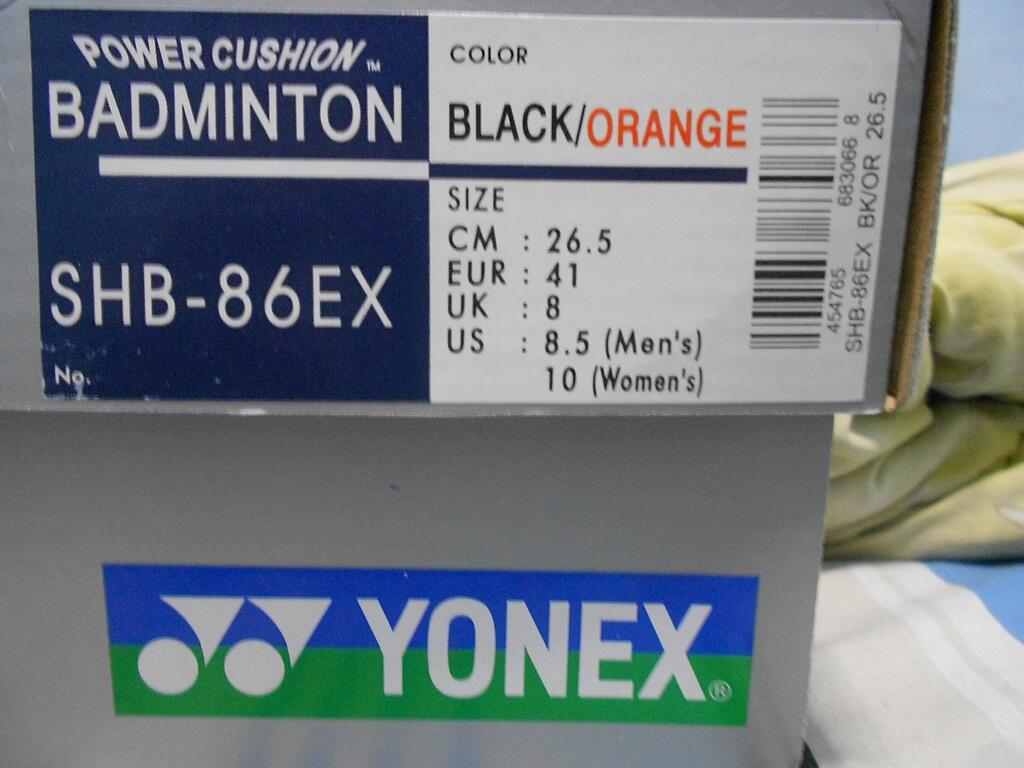 POWER CUSHION™
BADMINTON
SHB-86EX
No.
COLOR
BLACK/ORANGE
SIZE
CM : 26.5
EUR : 41
UK : 8
US : 8.5 (Men's)
10 (Women's)
454765 683066 8
SHB-86EX BK/OR 26.5
YONEX®